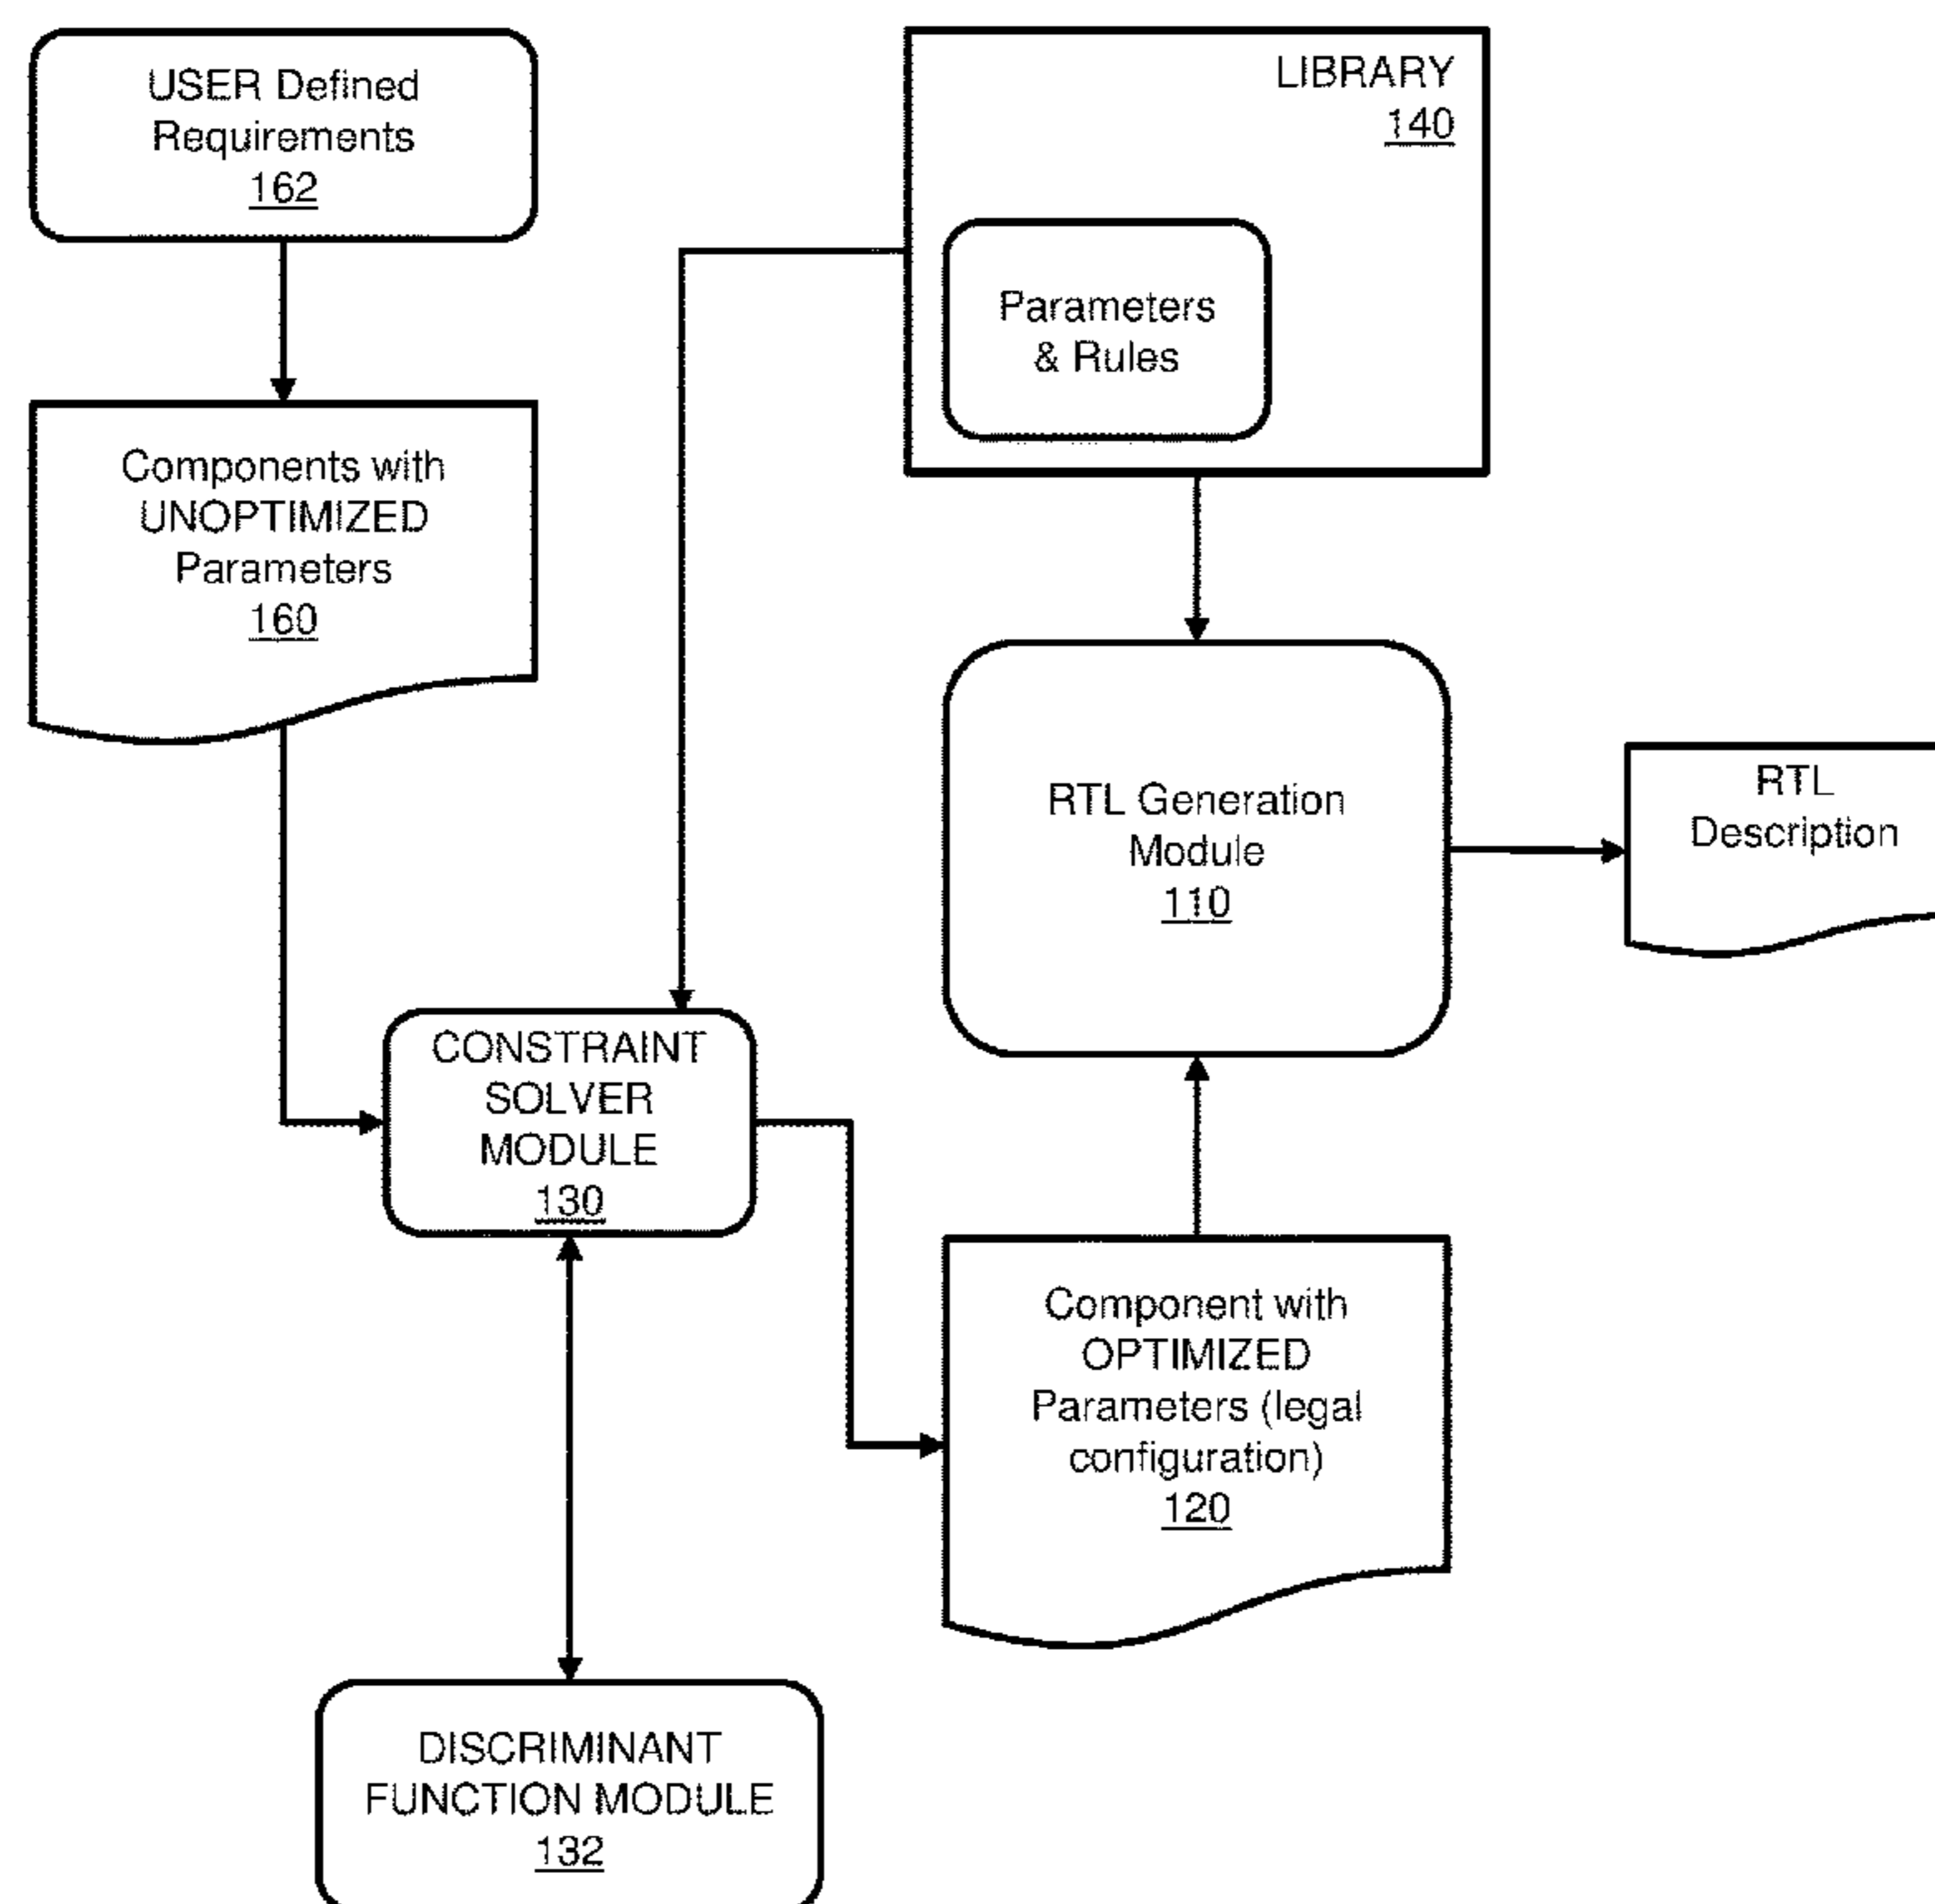 USER Defined
Requirements
162
LIBRARY
140
Parameters
& Rules
Components with
UNOPTIMIZED
Parameters
160
RTL Generation
Module
110
RTL
Description
CONSTRAINT
SOLVER
MODULE
130
Component with
OPTIMIZED
Parameters (legal
configuration)
120
DISCRIMINANT
FUNCTION MODULE
132